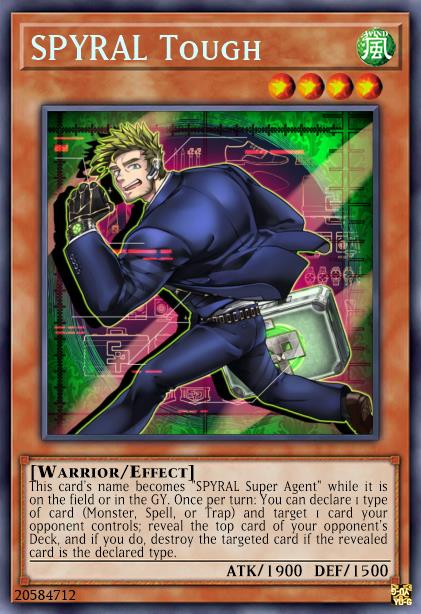 SPYRAL TOUGH
WIND
風
[WARRIOR/EFFECT]
This card's name becomes "SPYRAL Super Agent" while it is
on the field or in the GY. Once per turn: You can declare 1 type
of card (Monster, Spell, or Trap) and target 1 card your
opponent controls; reveal the top card of your opponent's
Deck, and if you do, destroy the targeted card if the revealed
card is the declared type.
ATK/1900 DEF/1500
20584712